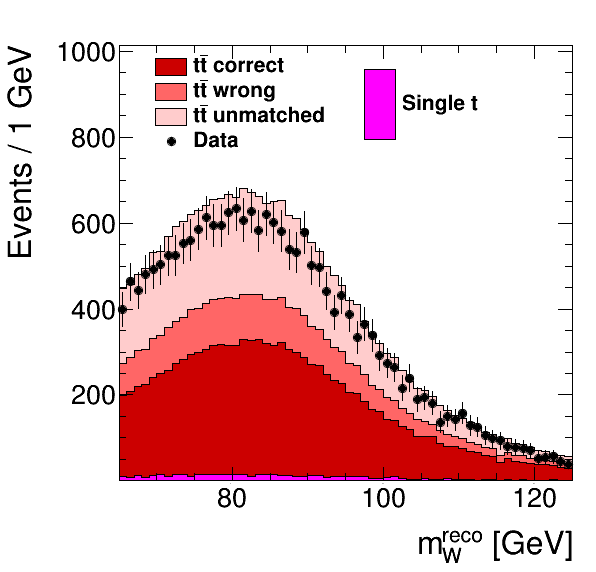 Events / 1 GeV
1000
800
600
400
200
tt̄ correct
tt̄ wrong
tt̄ unmatched
Data
Single t
80 100 120
m_W^reco [GeV]